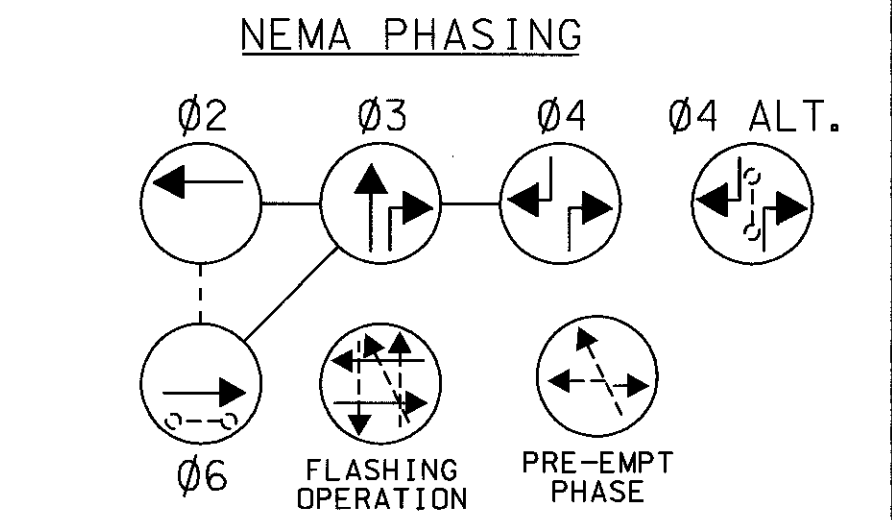 NEMA PHASING
Ø2
Ø3
Ø4
Ø4 ALT.
Ø6
FLASHING
OPERATION
PRE-EMPT
PHASE